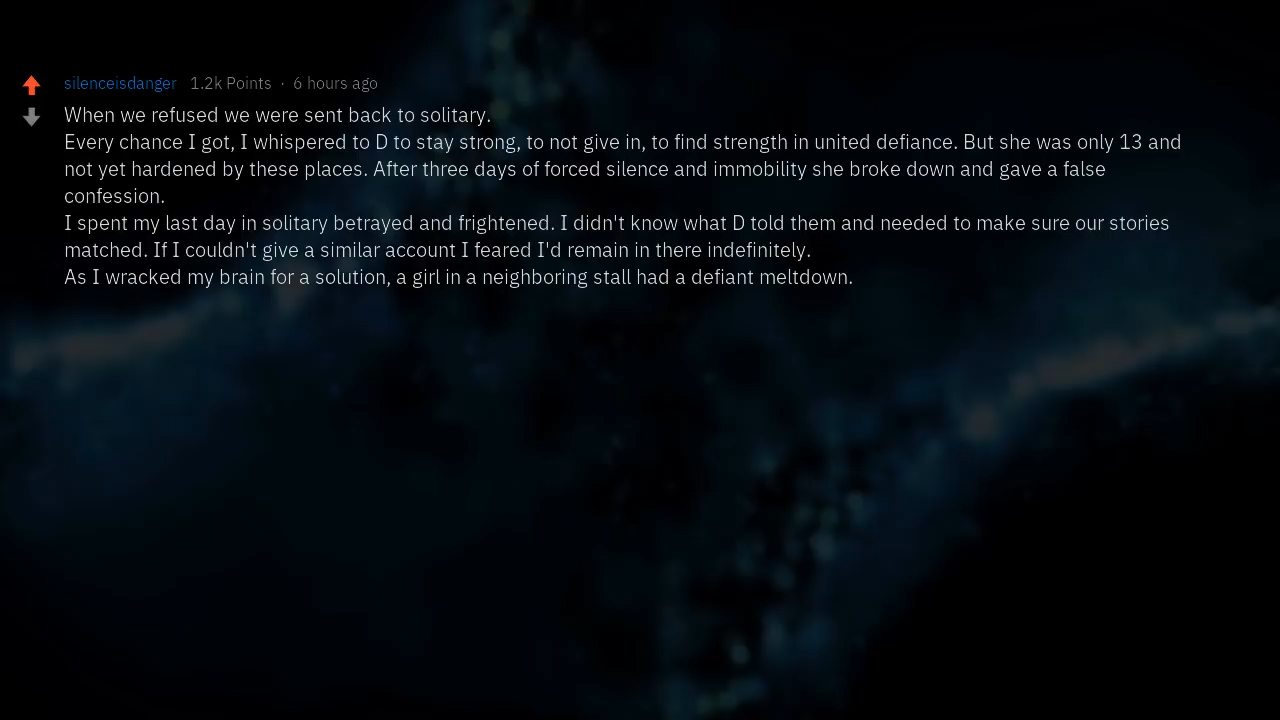 silenceisdanger 1.2k Points · 6 hours ago
When we refused we were sent back to solitary.
Every chance I got, I whispered to D to stay strong, to not give in, to find strength in united defiance. But she was only 13 and
not yet hardened by these places. After three days of forced silence and immobility she broke down and gave a false
confession.
I spent my last day in solitary betrayed and frightened. I didn't know what D told them and needed to make sure our stories
matched. If I couldn't give a similar account I feared I'd remain in there indefinitely.
As I wracked my brain for a solution, a girl in a neighboring stall had a defiant meltdown.